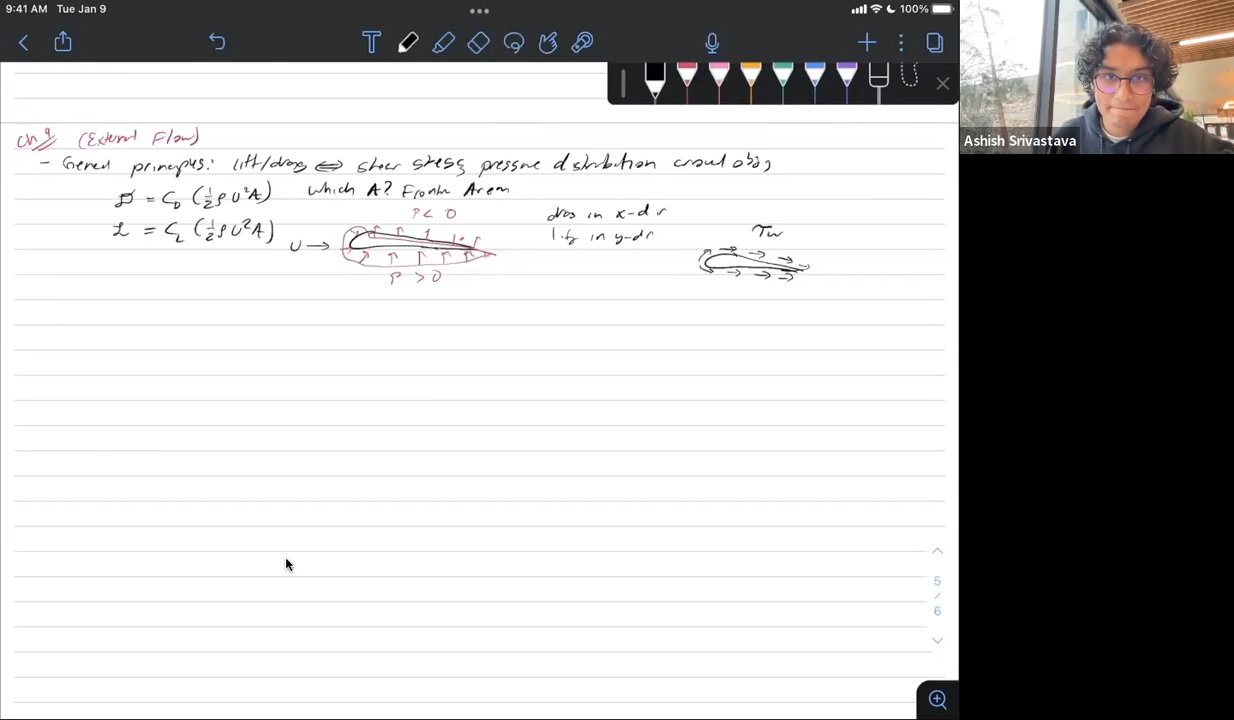 9:41 AM Tue Jan 9
100%
Ch 9 (External Flow)
- General principles: lift/drag ⟺ shear stress, pressure distribution around obj
D = C_D (½ρU²A) Which A? Frontal Area
L = C_L (½ρU²A)
U →
P < 0
P > 0
drag in x-dir
lift in y-dir
τw
5
/
6
Ashish Srivastava